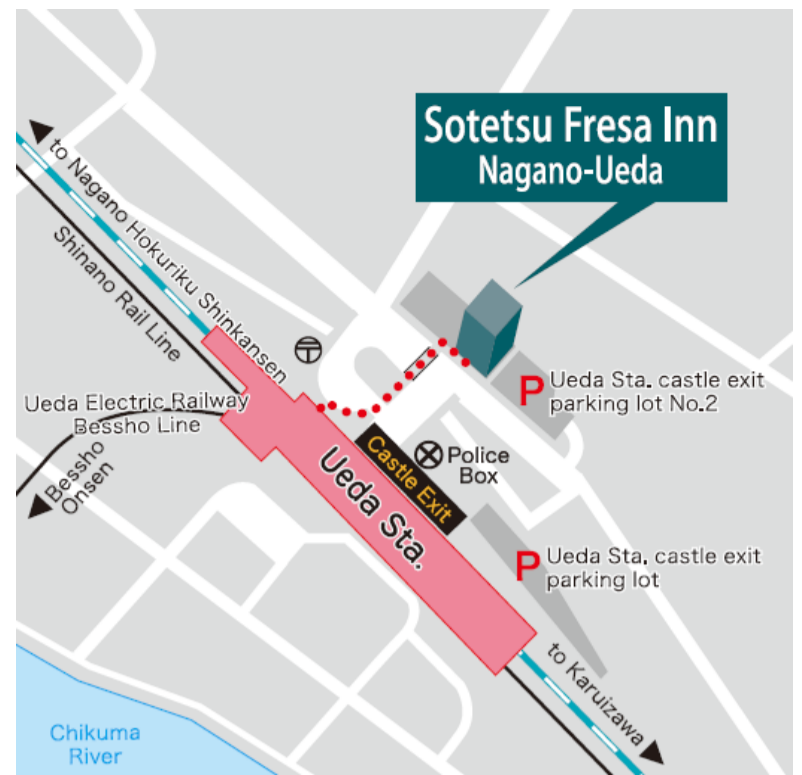 Sotetsu Fresa Inn
Nagano-Ueda
to Nagano Hokuriku Shinkansen
Shinano Rail Line
〒
Ueda Electric Railway
Bessho Line
Bessho
Onsen
P
Ueda Sta. castle exit
parking lot No.2
Castle Exit
Police
Box
Ueda Sta.
P
Ueda Sta. castle exit
parking lot
to Karuizawa
Chikuma
River